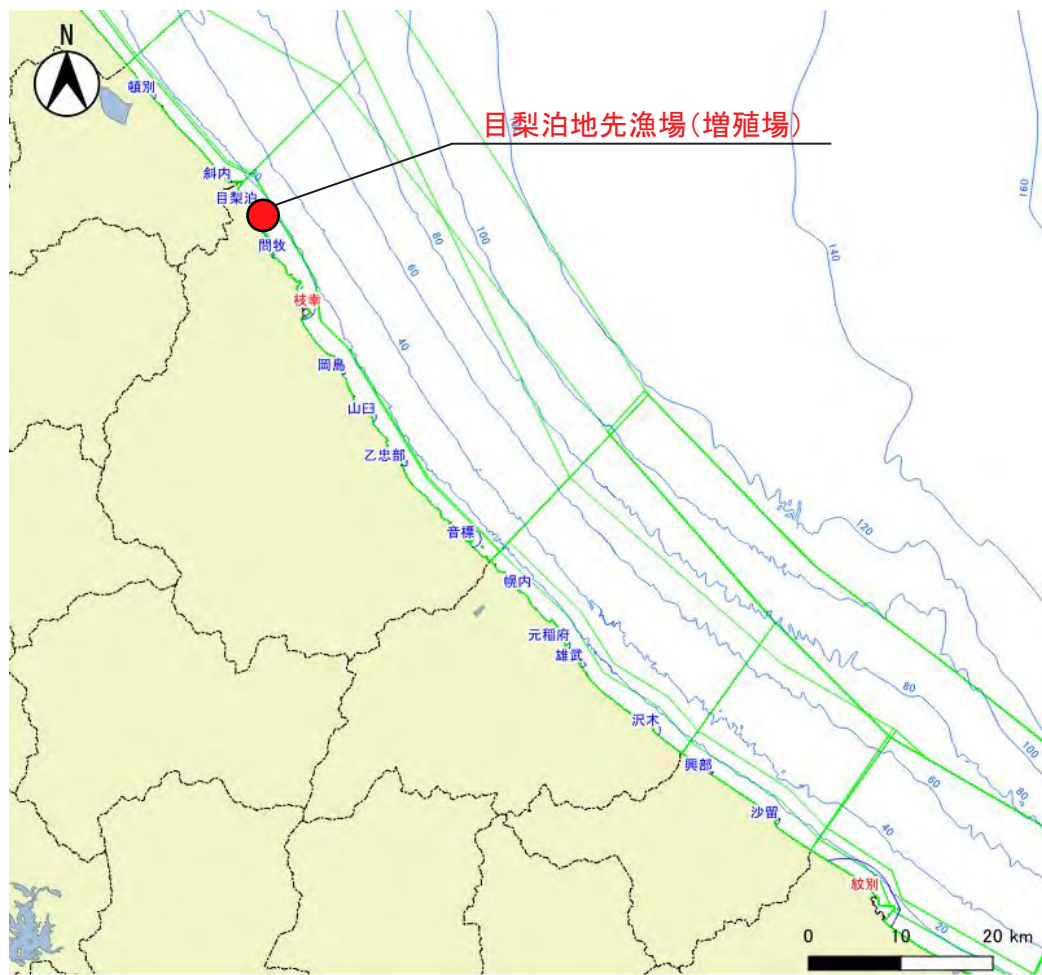 N
頓別
目梨泊地先漁場(増殖場)
斜内
20
目梨泊
問牧
枝幸
岡島
山臼
乙忠部
音標
幌内
元稲府
雄武
沢木
興部
沙留
紋別
160
140
100
80
60
40
120
80
60
100
80
40
20
0 10 20 km